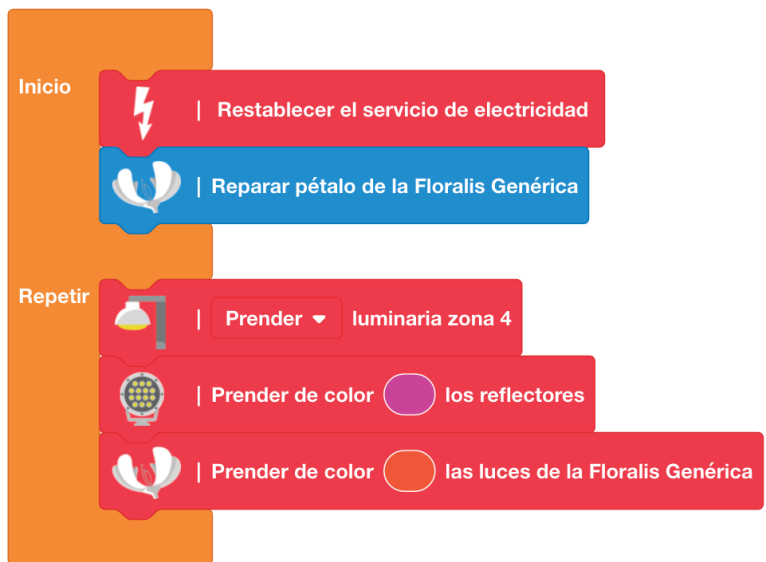 Inicio
| Restablecer el servicio de electricidad
| Reparar pétalo de la Floralis Genérica
Repetir
| Prender luminaria zona 4
| Prender de color los reflectores
| Prender de color las luces de la Floralis Genérica